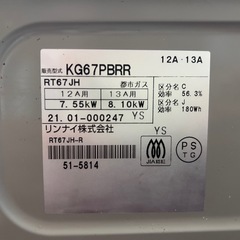 販売型式 KG67PBRR 12A・13A
RT67JH 都市ガス
12A用 13A用
7.55kW 8.10kW
区分名 C
効率 56.3%
区分名 J
効率 180Wh
21.01-000247 YS
リンナイ株式会社
RT67JH-R
51-5814
YS
JIA
PS
TG